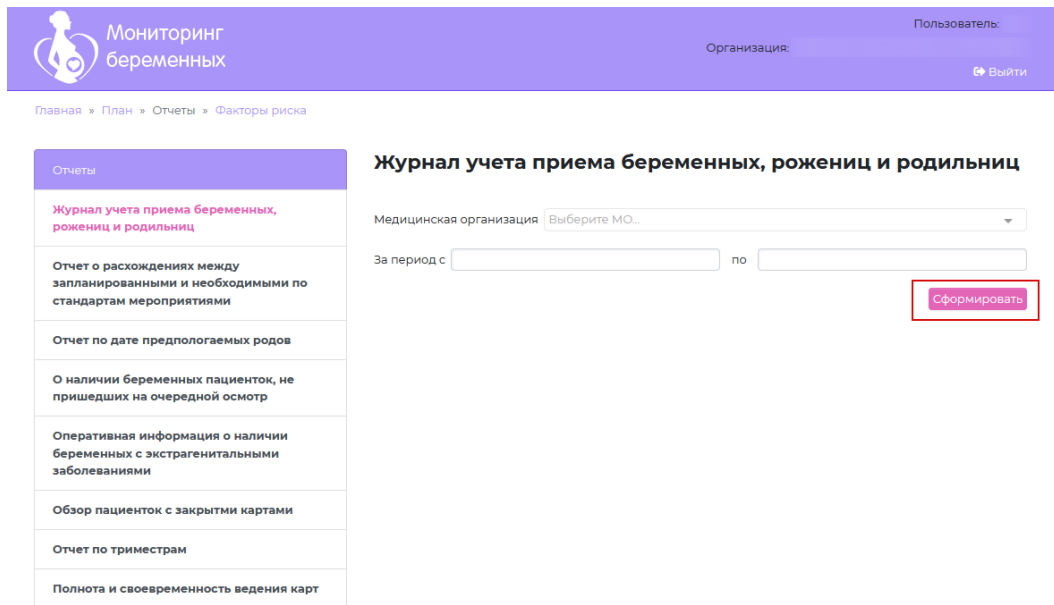 Мониторинг
беременных
Пользователь:
Организация:
Выйти
Главная » План » Отчеты » Факторы риска
Отчеты
Журнал учета приема беременных,
рожениц и родильниц
Отчет о расхождениях между
запланированными и необходимыми по
стандартам мероприятиями
Отчет по дате предпологаемых родов
О наличии беременных пациенток, не
пришедших на очередной осмотр
Оперативная информация о наличии
беременных с экстрагенитальными
заболеваниями
Обзор пациенток с закрытми картами
Отчет по триместрам
Полнота и своевременность ведения карт
Журнал учета приема беременных, рожениц и родильниц
Медицинская организация Выберите МО...
За период с по
Сформировать